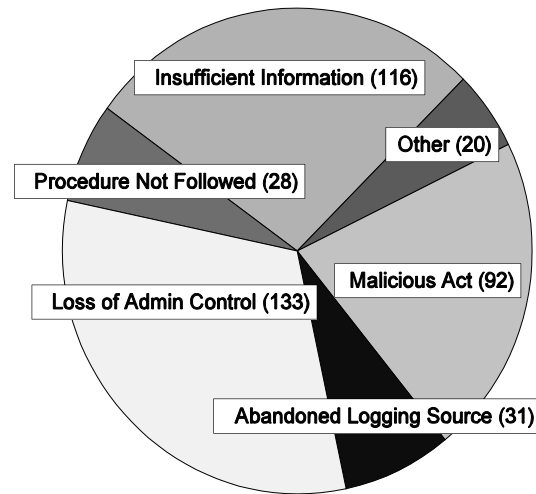 Insufficient Information (116)
Other (20)
Procedure Not Followed (28)
Malicious Act (92)
Loss of Admin Control (133)
Abandoned Logging Source (31)